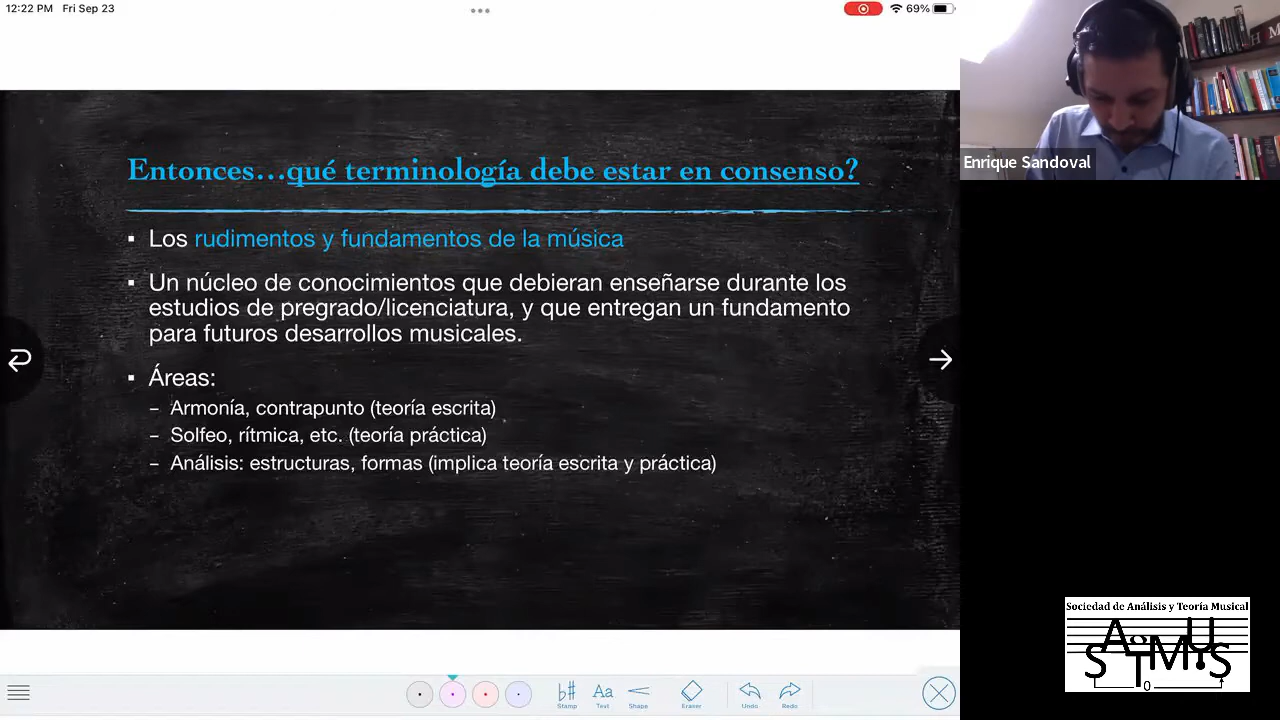 12:22 PM Fri Sep 23
69%
Entonces...qué terminología debe estar en consenso?
▪ Los rudimentos y fundamentos de la música
▪ Un núcleo de conocimientos que debieran enseñarse durante los
estudios de pregrado/licenciatura, y que entregan un fundamento
para futuros desarrollos musicales.
▪ Áreas:
– Armonía, contrapunto (teoría escrita)
– Solfeo, rítmica, etc. (teoría práctica)
– Análisis: estructuras, formas (implica teoría escrita y práctica)
Stamp
Aa
Text
Shape
Eraser
Undo
Redo
Enrique Sandoval
Sociedad de Análisis y Teoría Musical
SATMUS
0